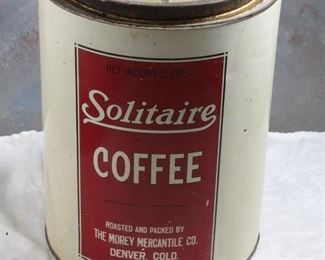 NET WEIGHT 5 LBS.
Solitaire
COFFEE
ROASTED AND PACKED BY
THE MOREY MERCANTILE CO.
DENVER, COLO.